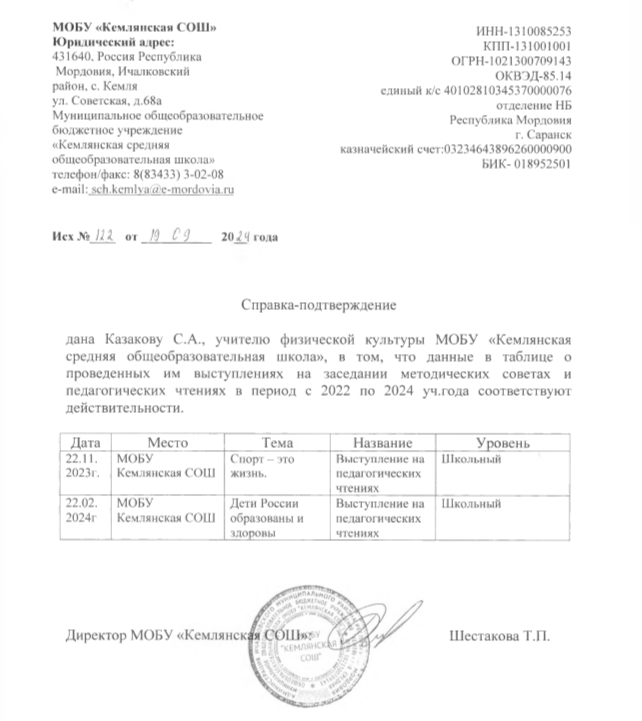 МОБУ «Кемлянская СОШ»
Юридический адрес:
431640, Россия Республика
Мордовия, Ичалковский
район, с. Кемля
ул. Советская, д.68а
Муниципальное общеобразовательное
бюджетное учреждение
«Кемлянская средняя
общеобразовательная школа»
телефон/факс: 8(83433) 3-02-08
e-mail: sch.kemlya@e-mordovia.ru
ИНН-1310085253
КПП-131001001
ОГРН-1021300709143
ОКВЭД-85.14
единый к/с 40102810345370000076
отделение НБ
Республика Мордовия
г. Саранск
казначейский счет:03234643896260000900
БИК- 018952501
Исх № 122 от 19 09 2024 года
Справка-подтверждение
дана Казакову С.А., учителю физической культуры МОБУ «Кемлянская
средняя общеобразовательная школа», в том, что данные в таблице о
проведенных им выступлениях на заседании методических советах и
педагогических чтениях в период с 2022 по 2024 уч.года соответствуют
действительности.
Дата Место Тема Название Уровень
22.11. МОБУ Спорт – это Выступление на Школьный
2023г. Кемлянская СОШ жизнь. педагогических
чтениях
22.02. МОБУ Дети России Выступление на Школьный
2024г Кемлянская СОШ образованы и педагогических
здоровы чтениях
Директор МОБУ «Кемлянская СОШ»: Шестакова Т.П.
МОБУ
"КЕМЛЯНСКАЯ
СОШ"